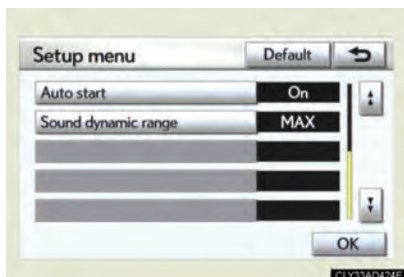 Setup menu Default
Auto start On
Sound dynamic range MAX
OK
CLY33AD424E